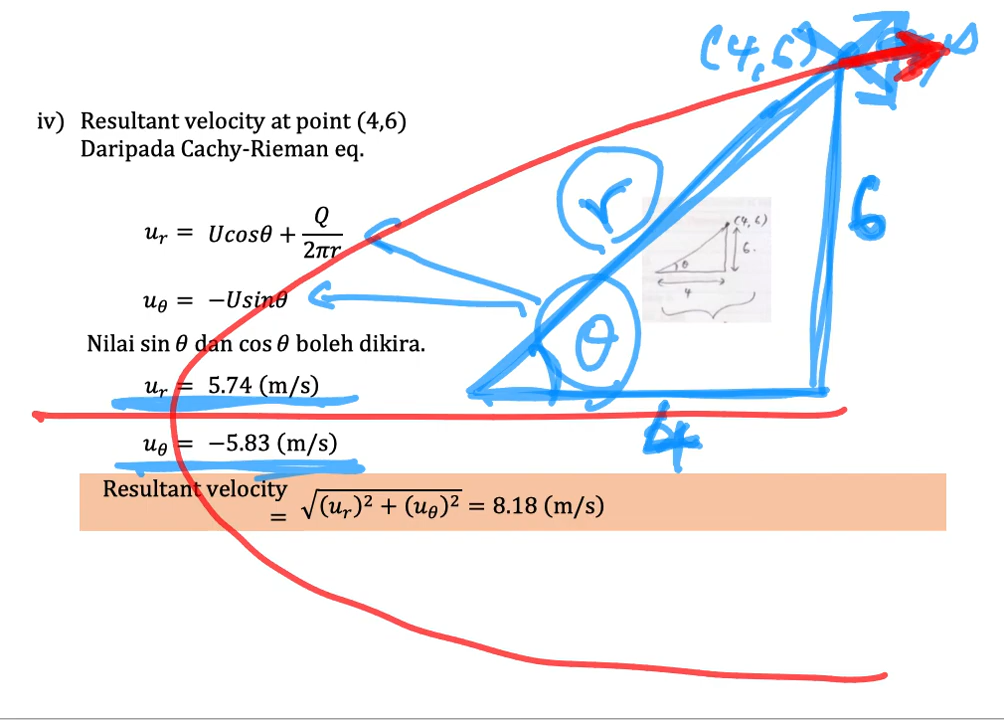 (4,6)
iv) Resultant velocity at point (4,6)
Daripada Cachy-Rieman eq.
r
6
(4,6)
6.
θ
4
u_r = Ucosθ + Q/2πr
u_θ = −Usinθ
θ
Nilai sin θ dan cos θ boleh dikira.
u_r = 5.74 (m/s)
4
u_θ = −5.83 (m/s)
Resultant velocity
= √(u_r)² + (u_θ)² = 8.18 (m/s)